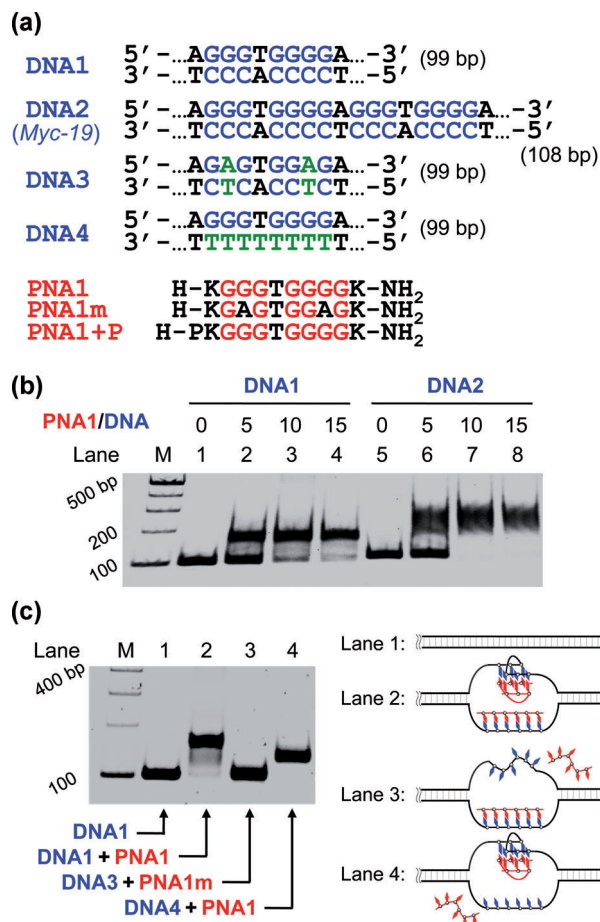 (a)
DNA1 5′-…AGGGTGGGGA…-3′ (99 bp)
3′-…TCCCACCCCT…-5′
DNA2 5′-…AGGGTGGGGAGGGTGGGGA…-3′
(Myc-19) 3′-…TCCCACCCCTCCCACCCCT…-5′
(108 bp)
DNA3 5′-…AGAGTGGAGA…-3′ (99 bp)
3′-…TCTCACCTCT…-5′
DNA4 5′-…AGGGTGGGGA…-3′ (99 bp)
3′-…TTTTTTTTTT…-5′
PNA1 H-KGGGTGGGGK-NH2
PNA1m H-KGAGTGGAGK-NH2
PNA1+P H-PKGGGTGGGGK-NH2
(b)
DNA1 DNA2
PNA1/DNA 0 5 10 15 0 5 10 15
Lane M 1 2 3 4 5 6 7 8
500 bp
200
100
(c)
Lane M 1 2 3 4
400 bp
100
DNA1
DNA1 + PNA1
DNA3 + PNA1m
DNA4 + PNA1
Lane 1:
Lane 2:
Lane 3:
Lane 4: